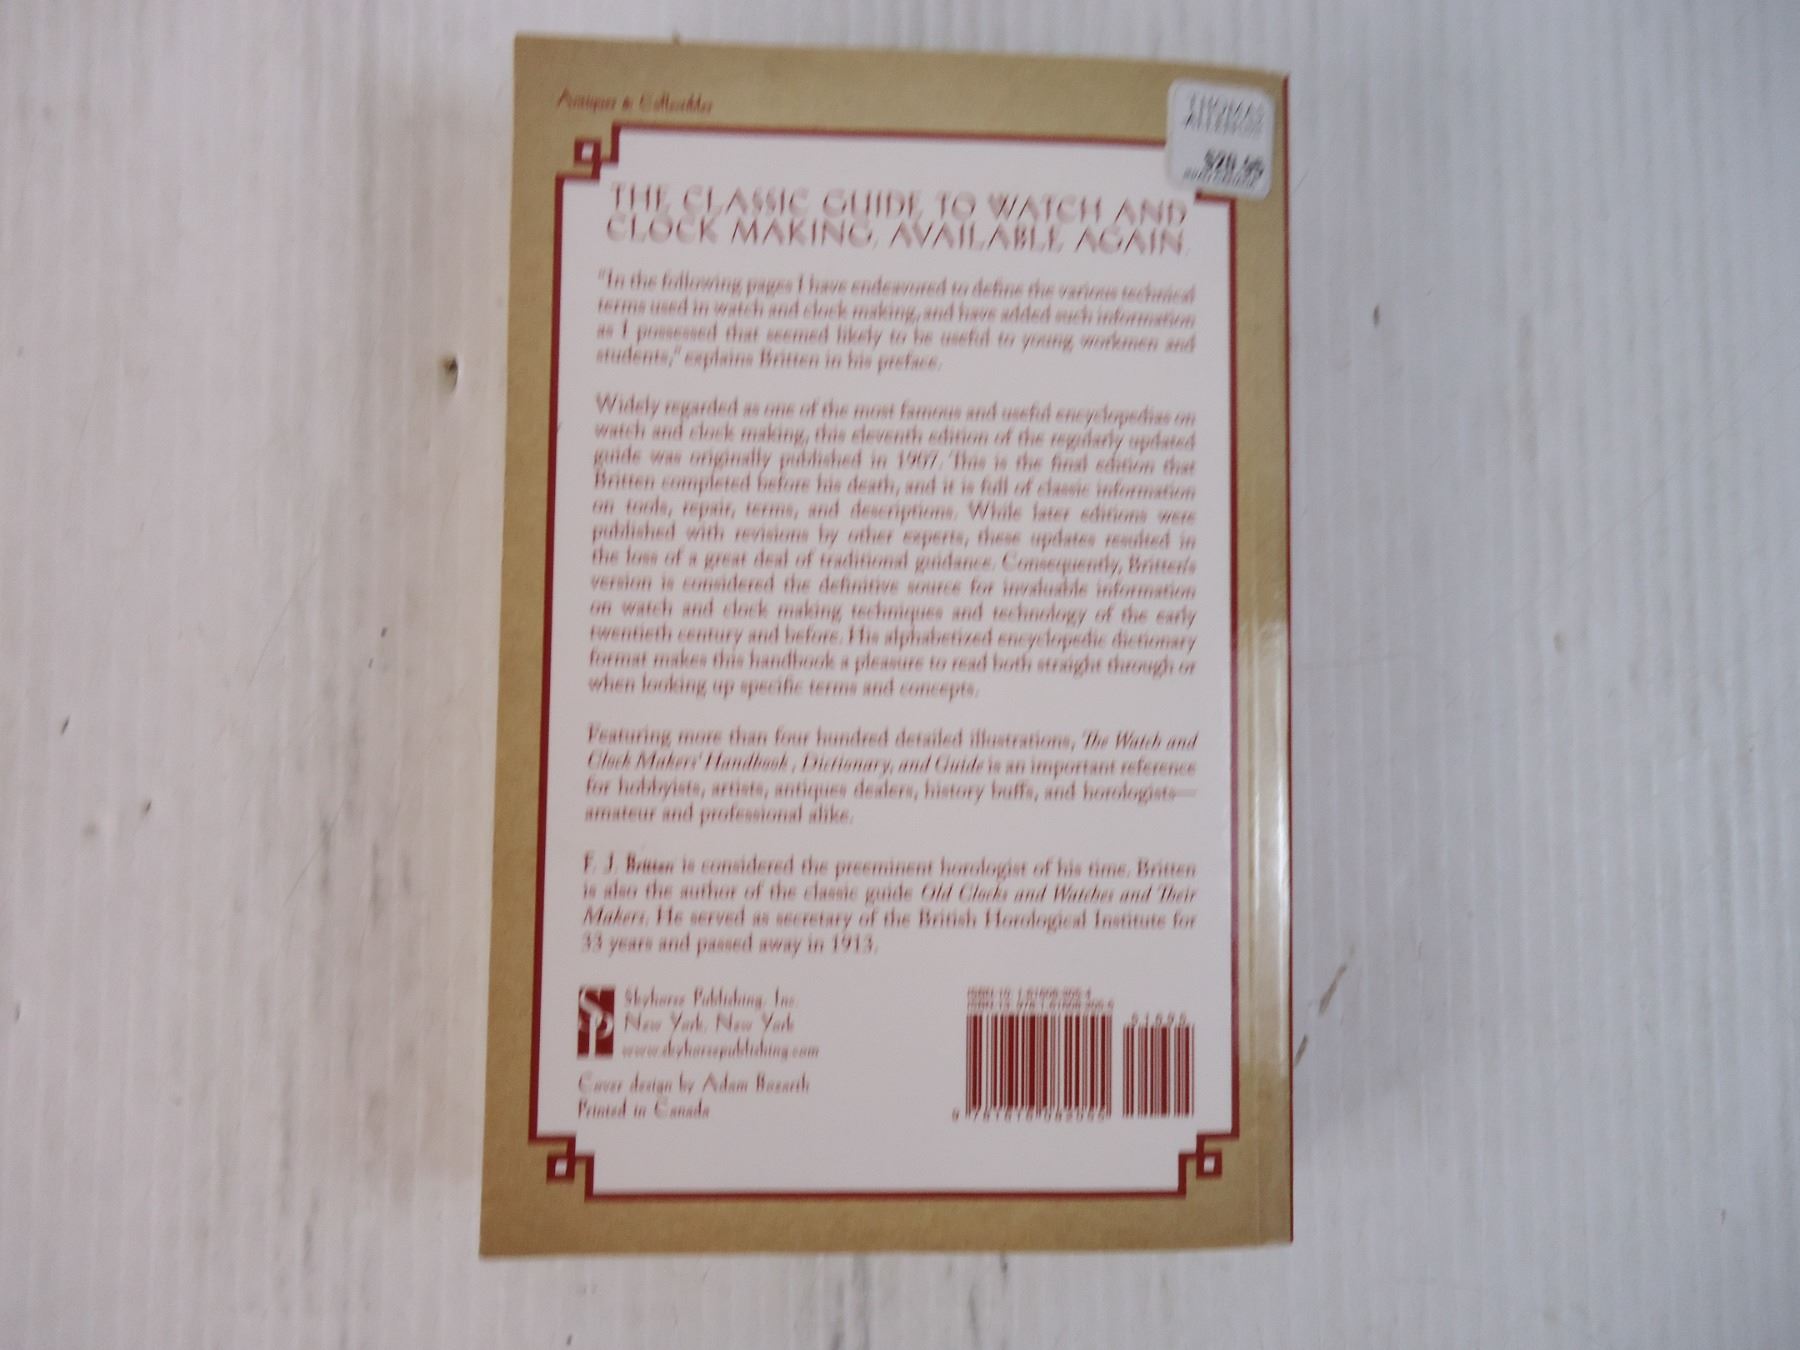 Antiques & Collectibles
THOMAS
$20.95
THE CLASSIC GUIDE TO WATCH AND
CLOCK MAKING, AVAILABLE AGAIN.
"In the following pages I have endeavored to define the various technical
terms used in watch and clock making, and have added such information
as I possessed that seemed likely to be useful to young workmen and
students," explains Britten in his preface.
Widely regarded as one of the most famous and useful encyclopedias on
watch and clock making, this eleventh edition of the regularly updated
guide was originally published in 1907. This is the final edition that
Britten completed before his death, and it is full of classic information
on tools, repair, terms, and descriptions. While later editions were
published with revisions by other experts, these updates resulted in
the loss of a great deal of traditional guidance. Consequently, Britten's
version is considered the definitive source for invaluable information
on watch and clock making techniques and technology of the early
twentieth century and before. His alphabetized encyclopedic dictionary
format makes this handbook a pleasure to read both straight through or
when looking up specific terms and concepts.
Featuring more than four hundred detailed illustrations, The Watch and
Clock Makers' Handbook , Dictionary, and Guide is an important reference
for hobbyists, artists, antiques dealers, history buffs, and horologists—
amateur and professional alike.
F. J. Britten is considered the preeminent horologist of his time. Britten
is also the author of the classic guide Old Clocks and Watches and Their
Makers. He served as secretary of the British Horological Institute for
33 years and passed away in 1913.
Skyhorse Publishing, Inc.
New York, New York
www.skyhorsepublishing.com
Cover design by Adam Bozarth
Printed in Canada